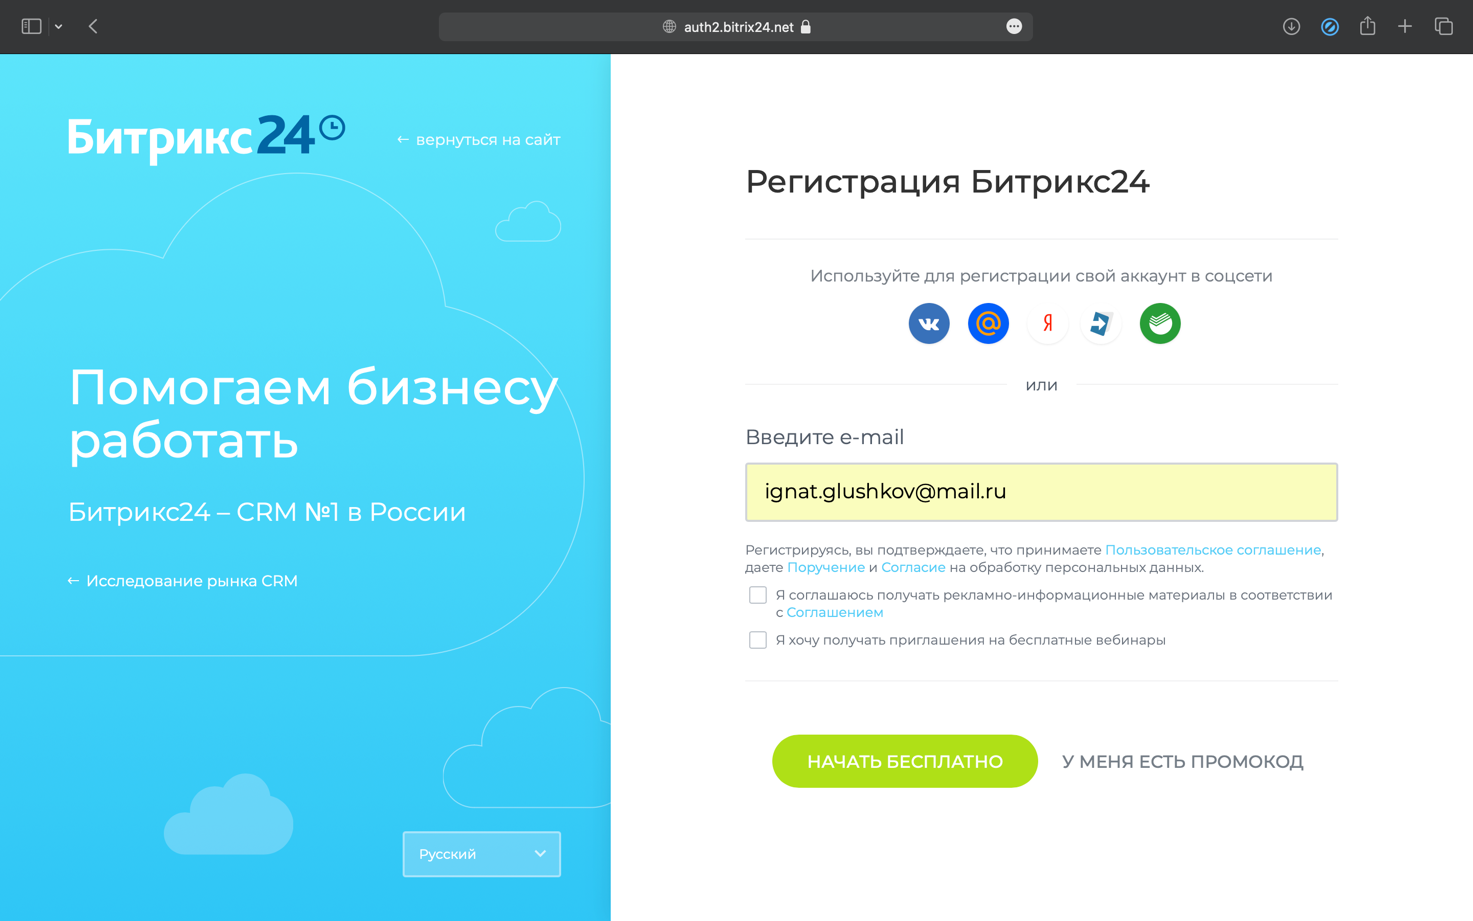 auth2.bitrix24.net
Битрикс24
← вернуться на сайт
Помогаем бизнесу
работать
Битрикс24 – CRM №1 в России
← Исследование рынка CRM
Русский
Регистрация Битрикс24
Используйте для регистрации свой аккаунт в соцсети
или
Введите e-mail
ignat.glushkov@mail.ru
Регистрируясь, вы подтверждаете, что принимаете Пользовательское соглашение,
даете Поручение и Согласие на обработку персональных данных.
Я соглашаюсь получать рекламно-информационные материалы в соответствии
с Соглашением
Я хочу получать приглашения на бесплатные вебинары
НАЧАТЬ БЕСПЛАТНО
У МЕНЯ ЕСТЬ ПРОМОКОД